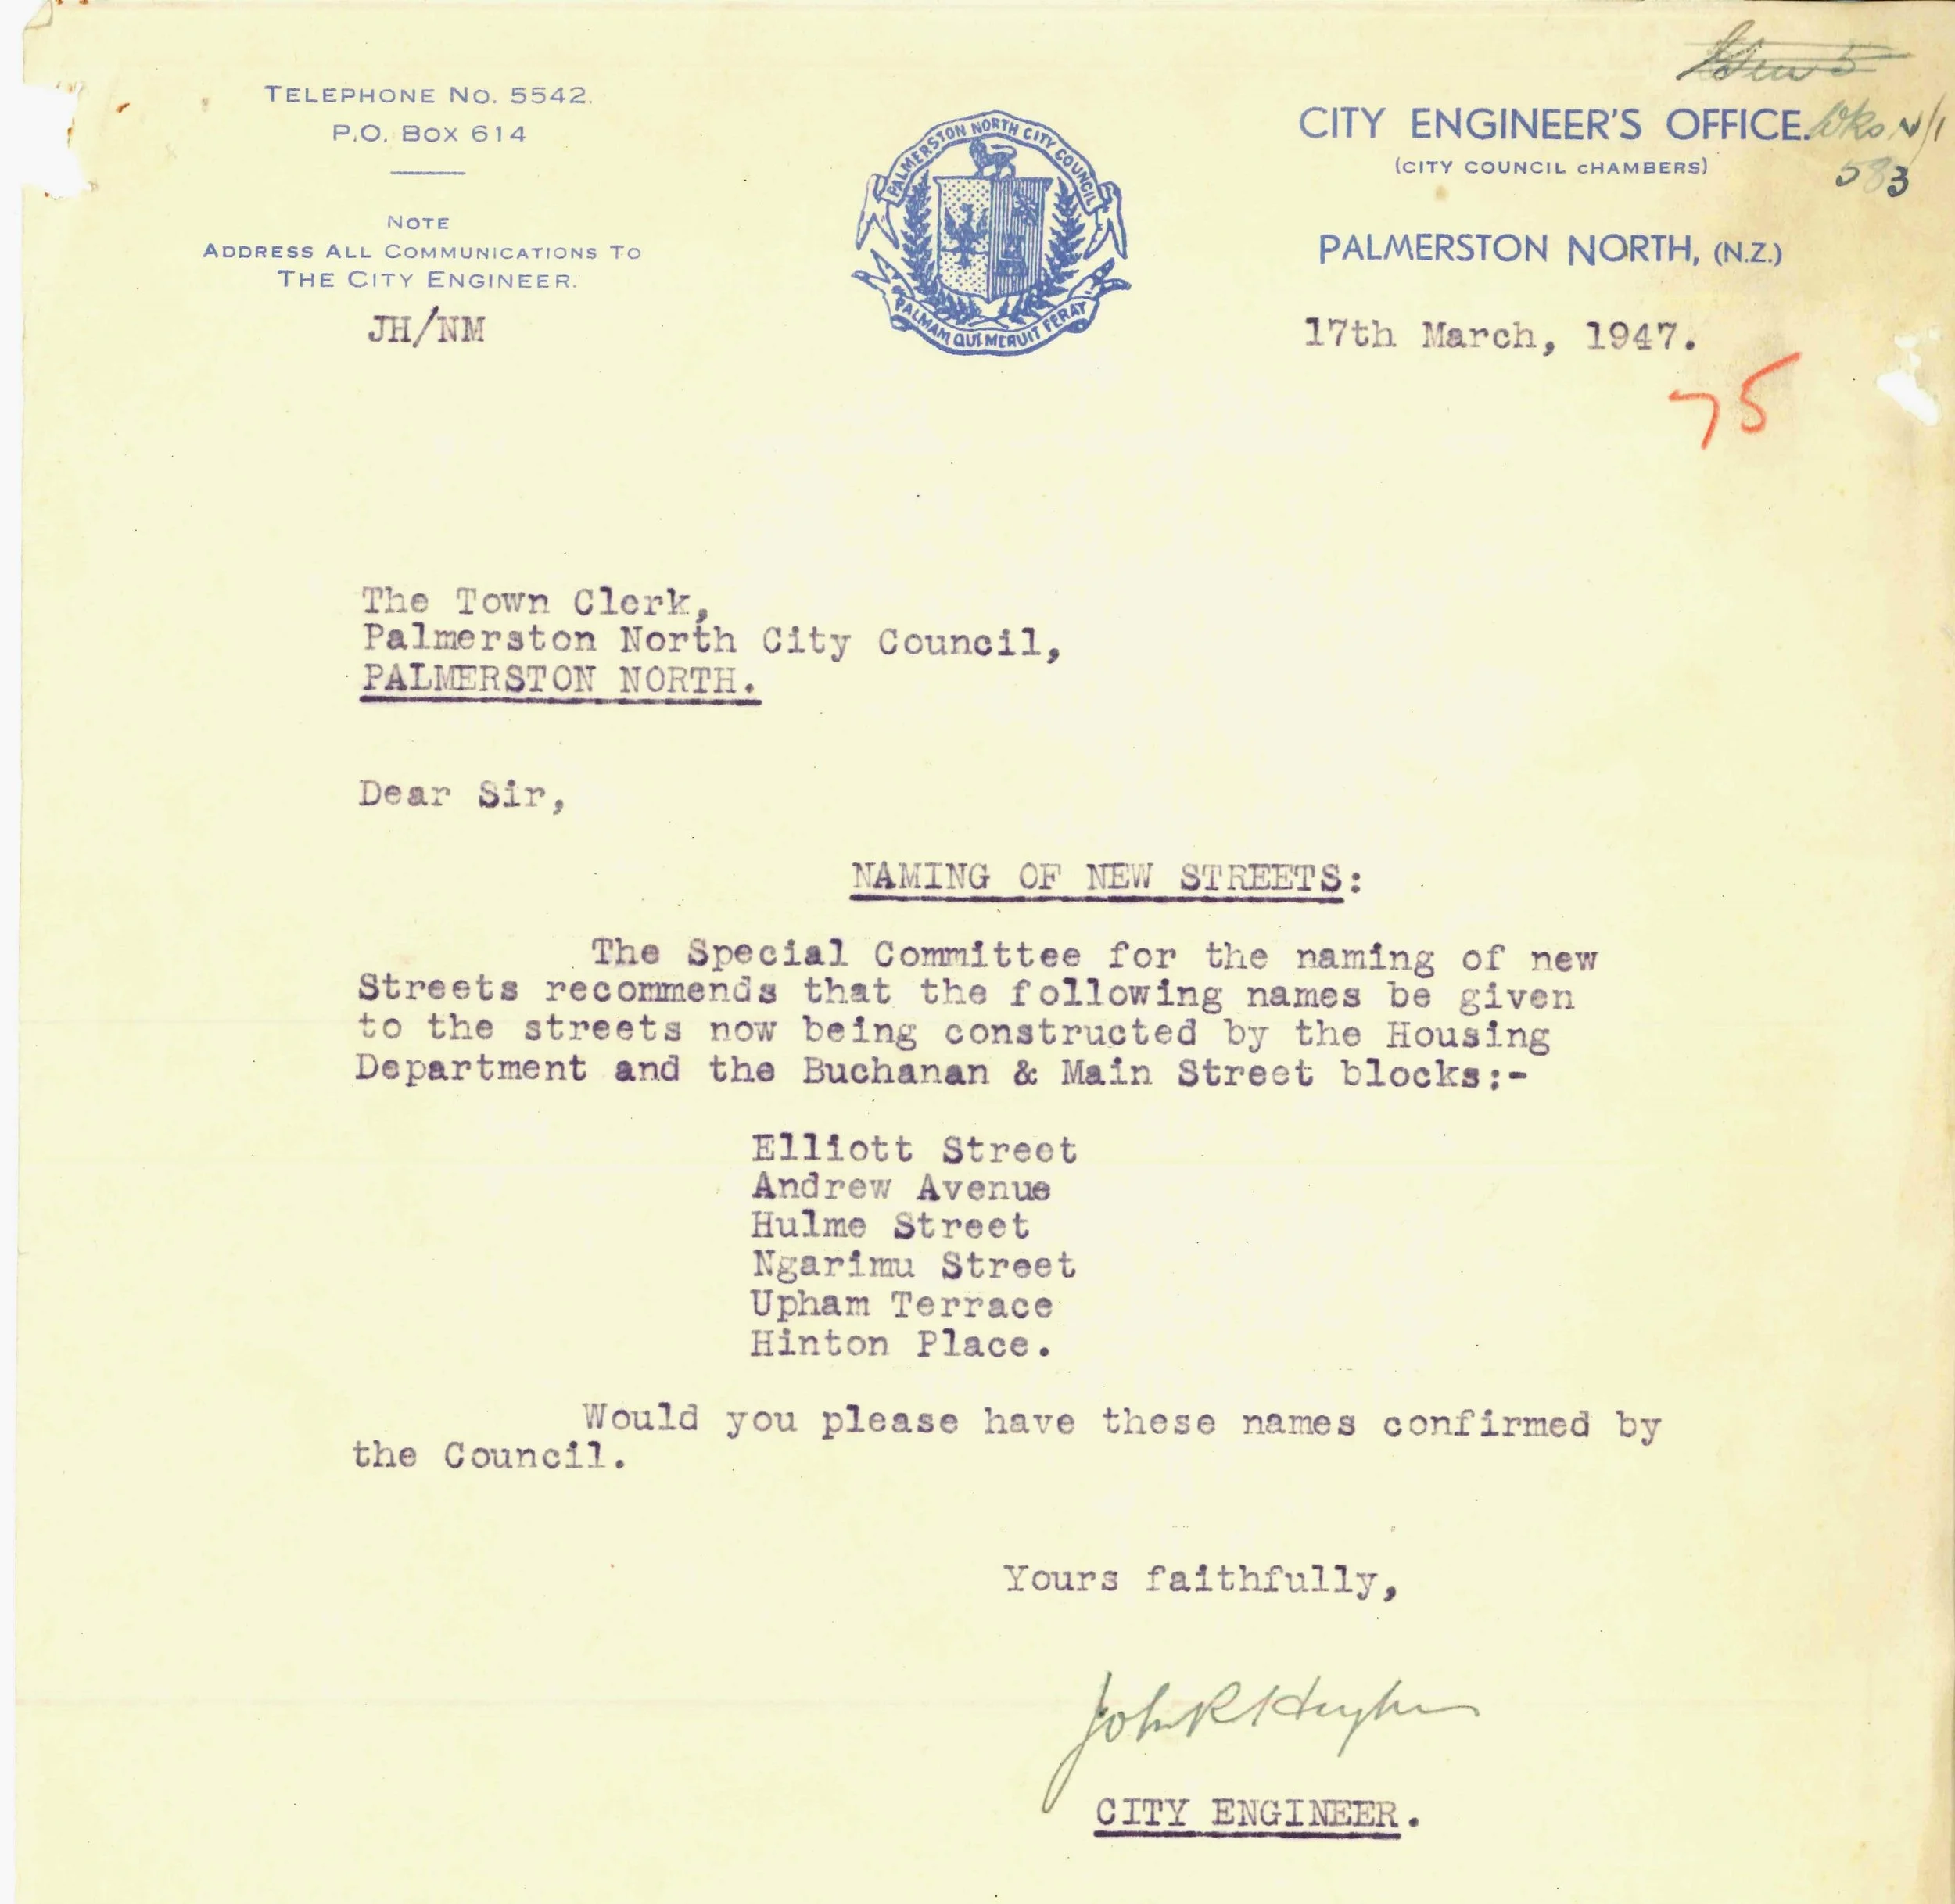 TELEPHONE NO. 5542.
P.O. BOX 614
NOTE
ADDRESS ALL COMMUNICATIONS TO
THE CITY ENGINEER.
JH/NM
PALMERSTON NORTH CITY COUNCIL
PALMAM QUI MERUIT FERAT
CITY ENGINEER'S OFFICE.
(CITY COUNCIL CHAMBERS)
583
PALMERSTON NORTH, (N.Z.)
17th March, 1947.
75
The Town Clerk,
Palmerston North City Council,
PALMERSTON NORTH.
Dear Sir,
NAMING OF NEW STREETS:
The Special Committee for the naming of new
Streets recommends that the following names be given
to the streets now being constructed by the Housing
Department and the Buchanan & Main Street blocks:-
Elliott Street
Andrew Avenue
Hulme Street
Ngarimu Street
Upham Terrace
Hinton Place.
Would you please have these names confirmed by
the Council.
Yours faithfully,
John R Hughes
CITY ENGINEER.